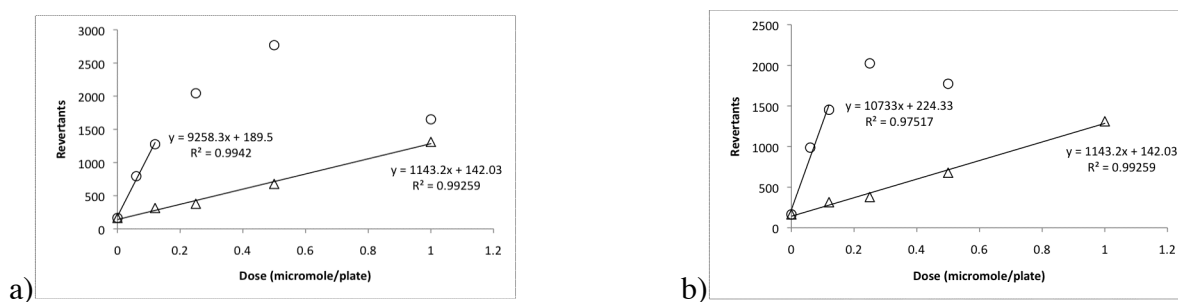 a)
3000
2500
2000
1500
1000
500
0
Revertants
y = 9258.3x + 189.5
R² = 0.9942
y = 1143.2x + 142.03
R² = 0.99259
0 0.2 0.4 0.6 0.8 1 1.2
Dose (micromole/plate)
b)
2500
2000
1500
1000
500
0
Revertants
y = 10733x + 224.33
R² = 0.97517
y = 1143.2x + 142.03
R² = 0.99259
0 0.2 0.4 0.6 0.8 1 1.2
Dose (micromole/plate)